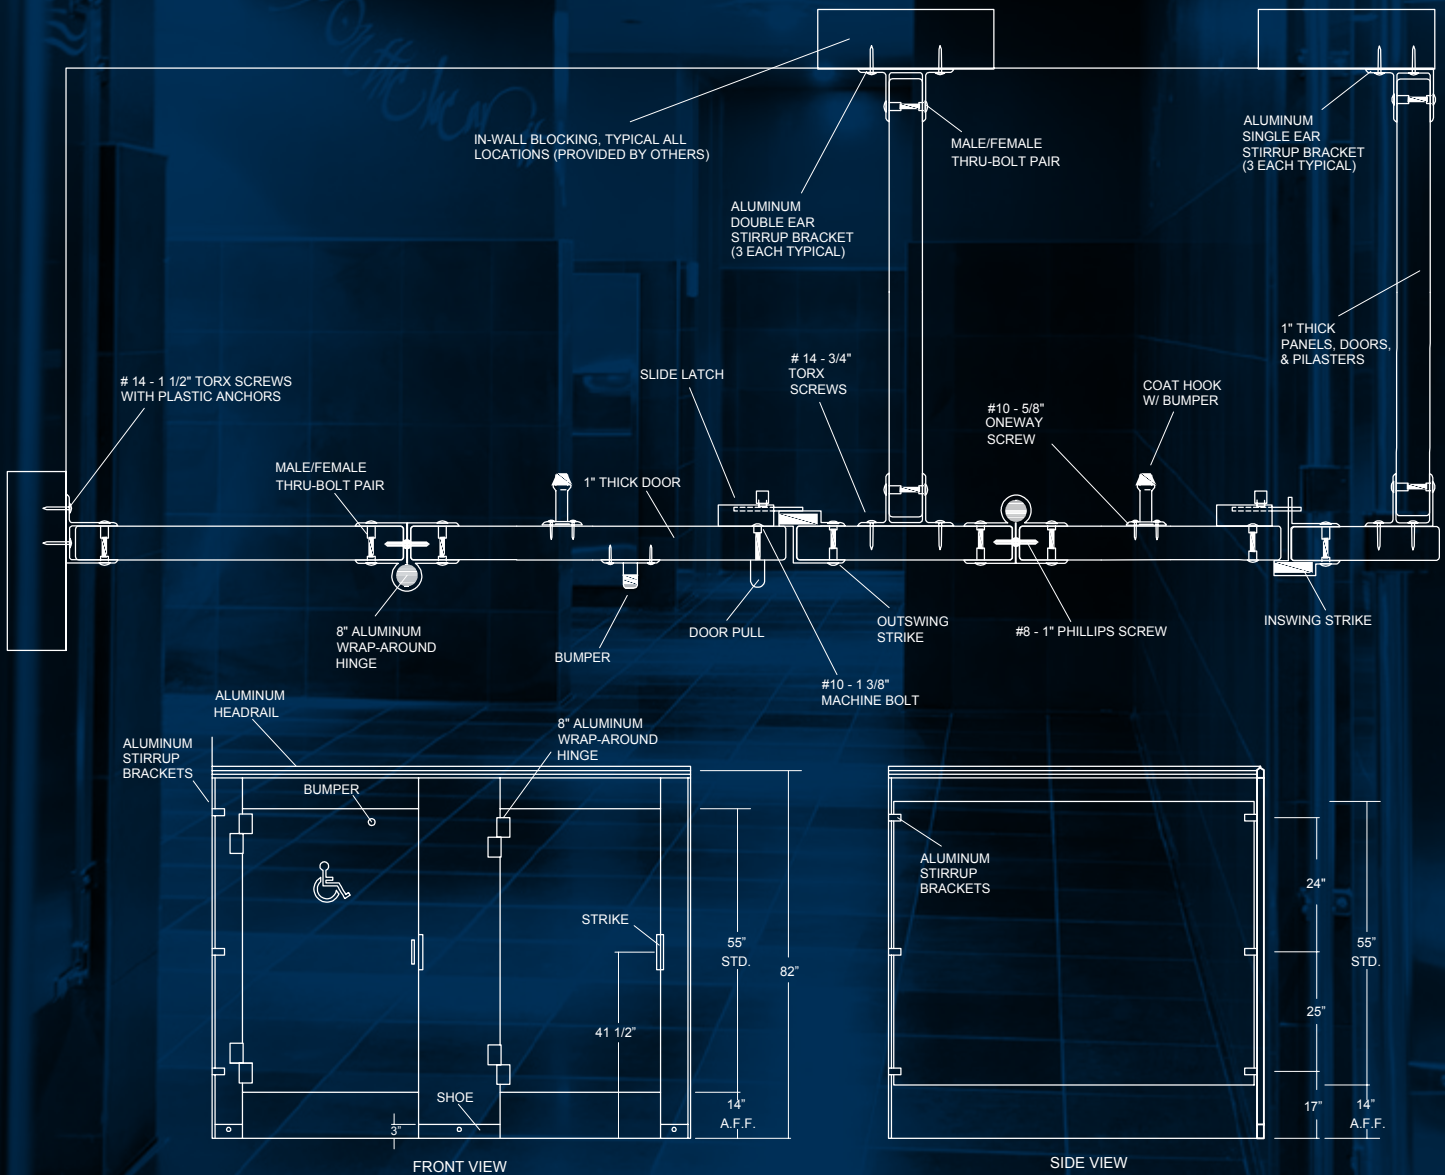 IN-WALL BLOCKING, TYPICAL ALL
LOCATIONS (PROVIDED BY OTHERS)
MALE/FEMALE
THRU-BOLT PAIR
ALUMINUM
SINGLE EAR
STIRRUP BRACKET
(3 EACH TYPICAL)
ALUMINUM
DOUBLE EAR
STIRRUP BRACKET
(3 EACH TYPICAL)
1" THICK
PANELS, DOORS,
& PILASTERS
# 14 - 1 1/2" TORX SCREWS
WITH PLASTIC ANCHORS
SLIDE LATCH
# 14 - 3/4"
TORX
SCREWS
COAT HOOK
W/ BUMPER
#10 - 5/8"
ONEWAY
SCREW
MALE/FEMALE
THRU-BOLT PAIR
1" THICK DOOR
8" ALUMINUM
WRAP-AROUND
HINGE
BUMPER
DOOR PULL
OUTSWING
STRIKE
#8 - 1" PHILLIPS SCREW
INSWING STRIKE
#10 - 1 3/8"
MACHINE BOLT
ALUMINUM
HEADRAIL
ALUMINUM
STIRRUP
BRACKETS
BUMPER
8" ALUMINUM
WRAP-AROUND
HINGE
STRIKE
55"
STD.
82"
41 1/2"
SHOE
3"
14"
A.F.F.
FRONT VIEW
ALUMINUM
STIRRUP
BRACKETS
24"
55"
STD.
25"
17"
14"
A.F.F.
SIDE VIEW